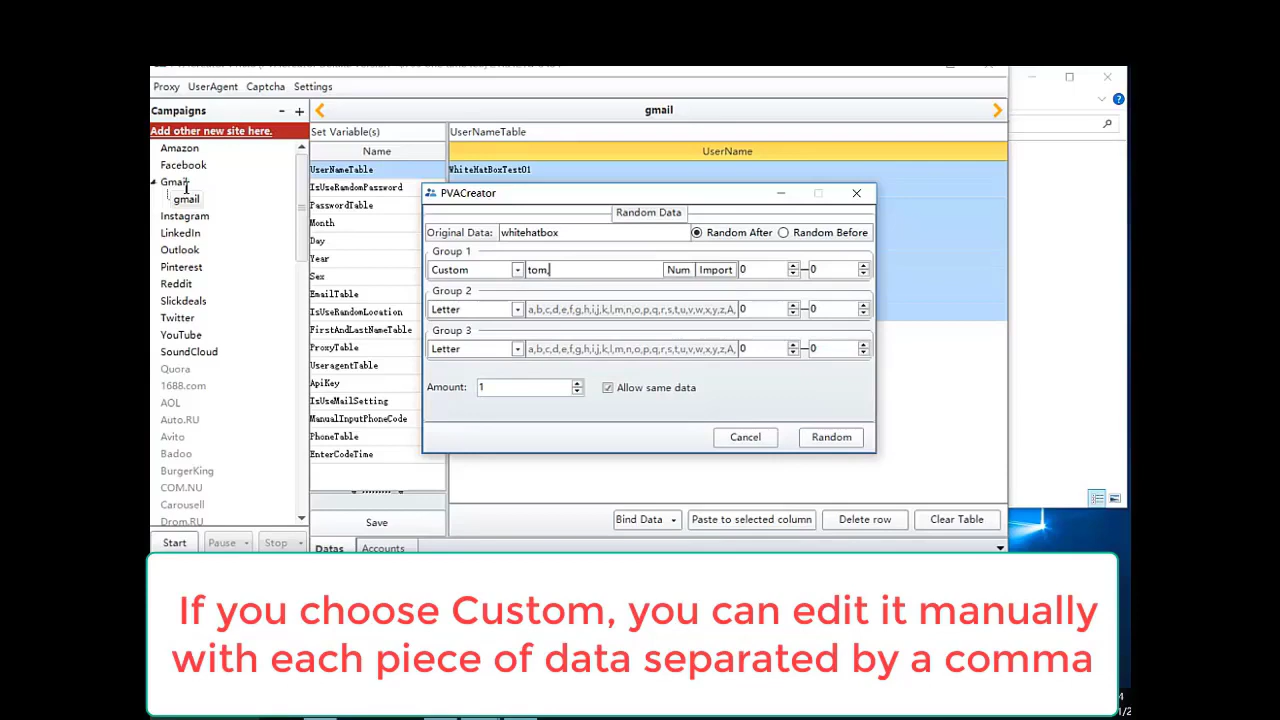 Proxy UserAgent Captcha Settings
Campaigns - +
gmail
Add other new site here.
Set Variable(s)
UserNameTable
Name
UserName
Amazon
Facebook
Gmail
gmail
Instagram
LinkedIn
Outlook
Pinterest
Reddit
Slickdeals
Twitter
YouTube
SoundCloud
Quora
1688.com
AOL
Auto.RU
Avito
Badoo
BurgerKing
COM.NU
Carousell
Drom.RU
UserNameTable
IsUseRandomPassword
PasswordTable
Month
Day
Year
Sex
EmailTable
IsUseRandomLocation
FirstAndLastNameTable
ProxyTable
UseragentTable
ApiKey
IsUseMailSetting
ManualInputPhoneCode
PhoneTable
EnterCodeTime
WhiteHatBoxTest01
PVACreator
Random Data
Original Data: whitehatbox Random After Random Before
Group 1
Custom tom, Num Import 0 — 0
Group 2
Letter a,b,c,d,e,f,g,h,i,j,k,l,m,n,o,p,q,r,s,t,u,v,w,x,y,z,A, 0 — 0
Group 3
Letter a,b,c,d,e,f,g,h,i,j,k,l,m,n,o,p,q,r,s,t,u,v,w,x,y,z,A, 0 — 0
Amount: 1 Allow same data
Cancel Random
Save
Bind Data Paste to selected column Delete row Clear Table
Start Pause Stop
Datas Accounts
If you choose Custom, you can edit it manually
with each piece of data separated by a comma